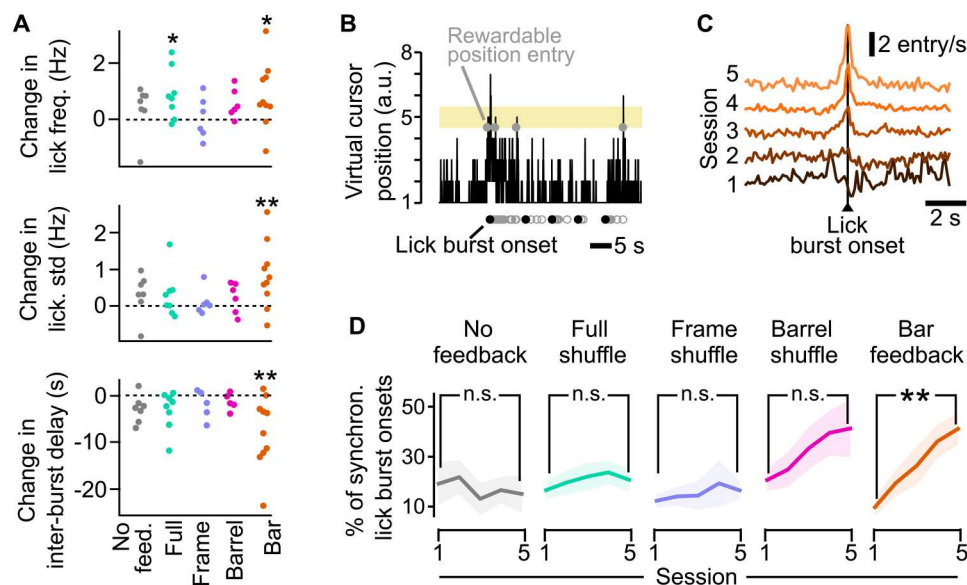 A
Change in
lick freq. (Hz)
2
0
*
*
Change in
lick. std (Hz)
2
1
0
**
Change in
inter-burst delay (s)
0
-10
-20
**
No
feed.
Full
Frame
Barrel
Bar
B
Rewardable
position entry
Virtual cursor
position (a.u.)
8
5
1
Lick burst onset
5 s
C
2 entry/s
Session
5
4
3
2
1
2 s
Lick
burst onset
D
No
feedback
Full
shuffle
Frame
shuffle
Barrel
shuffle
Bar
feedback
% of synchron.
lick burst onsets
50
30
10
n.s.
n.s.
n.s.
n.s.
**
1 5
1 5
1 5
1 5
1 5
Session